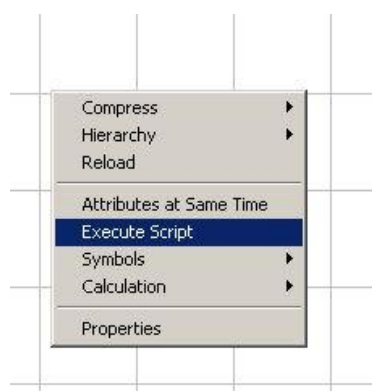 Compress
Hierarchy
Reload
Attributes at Same Time
Execute Script
Symbols
Calculation
Properties